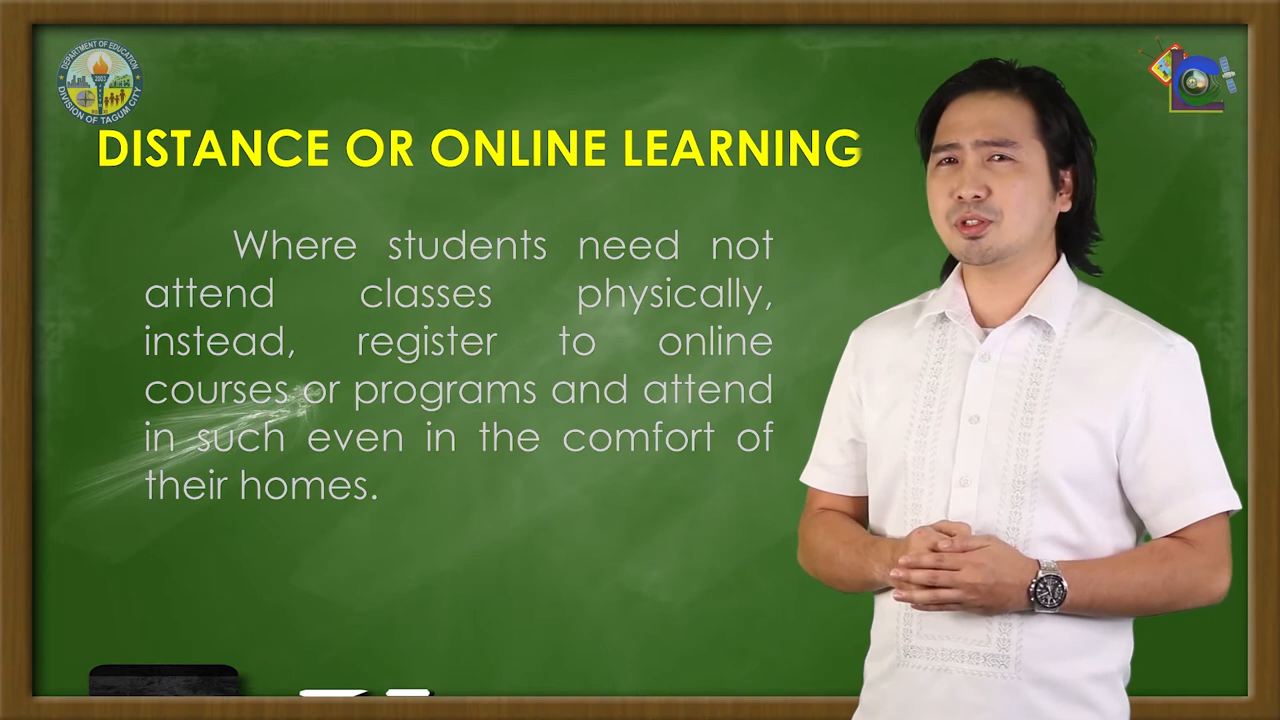 DEPARTMENT OF EDUCATION
2003
DIVISION OF TAGUM CITY
DISTANCE OR ONLINE LEARNING
Where students need not
attend classes physically,
instead, register to online
courses or programs and attend
in such even in the comfort of
their homes.